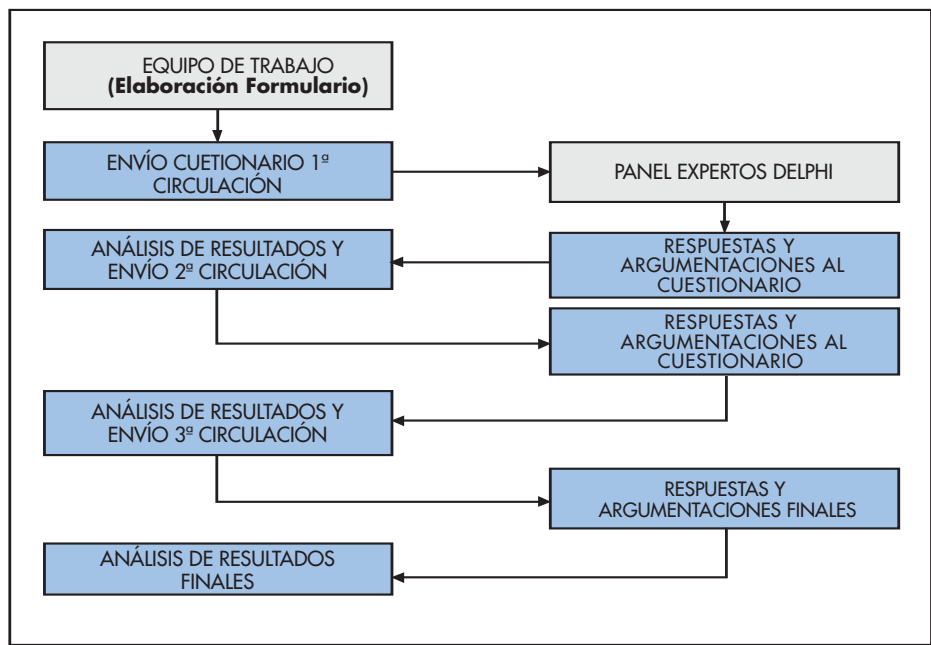 EQUIPO DE TRABAJO
(Elaboración Formulario)
ENVÍO CUETIONARIO 1ª
CIRCULACIÓN
PANEL EXPERTOS DELPHI
RESPUESTAS Y
ARGUMENTACIONES AL
CUESTIONARIO
ANÁLISIS DE RESULTADOS Y
ENVÍO 2ª CIRCULACIÓN
RESPUESTAS Y
ARGUMENTACIONES AL
CUESTIONARIO
ANÁLISIS DE RESULTADOS Y
ENVÍO 3ª CIRCULACIÓN
RESPUESTAS Y
ARGUMENTACIONES FINALES
ANÁLISIS DE RESULTADOS
FINALES